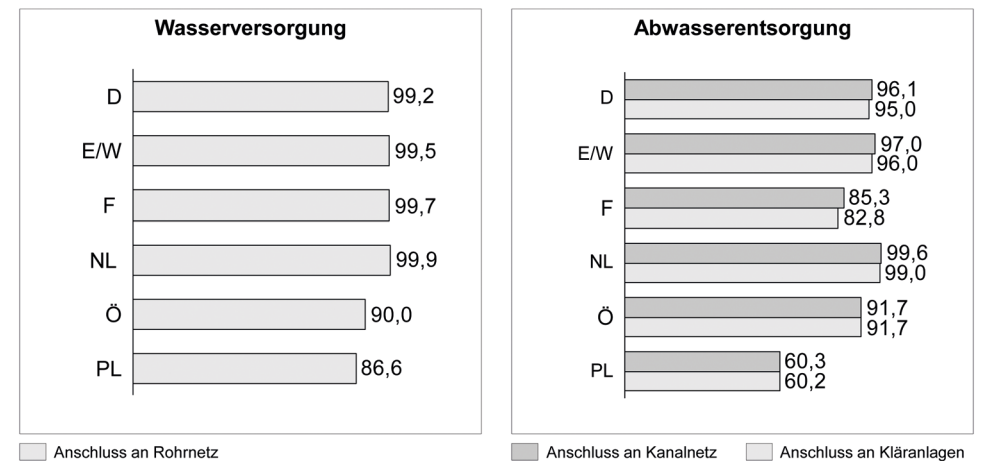 Wasserversorgung
D 99,2
E/W 99,5
F 99,7
NL 99,9
Ö 90,0
PL 86,6
Anschluss an Rohrnetz
Abwasserentsorgung
D 96,1
95,0
E/W 97,0
96,0
F 85,3
82,8
NL 99,6
99,0
Ö 91,7
91,7
PL 60,3
60,2
Anschluss an Kanalnetz Anschluss an Kläranlagen